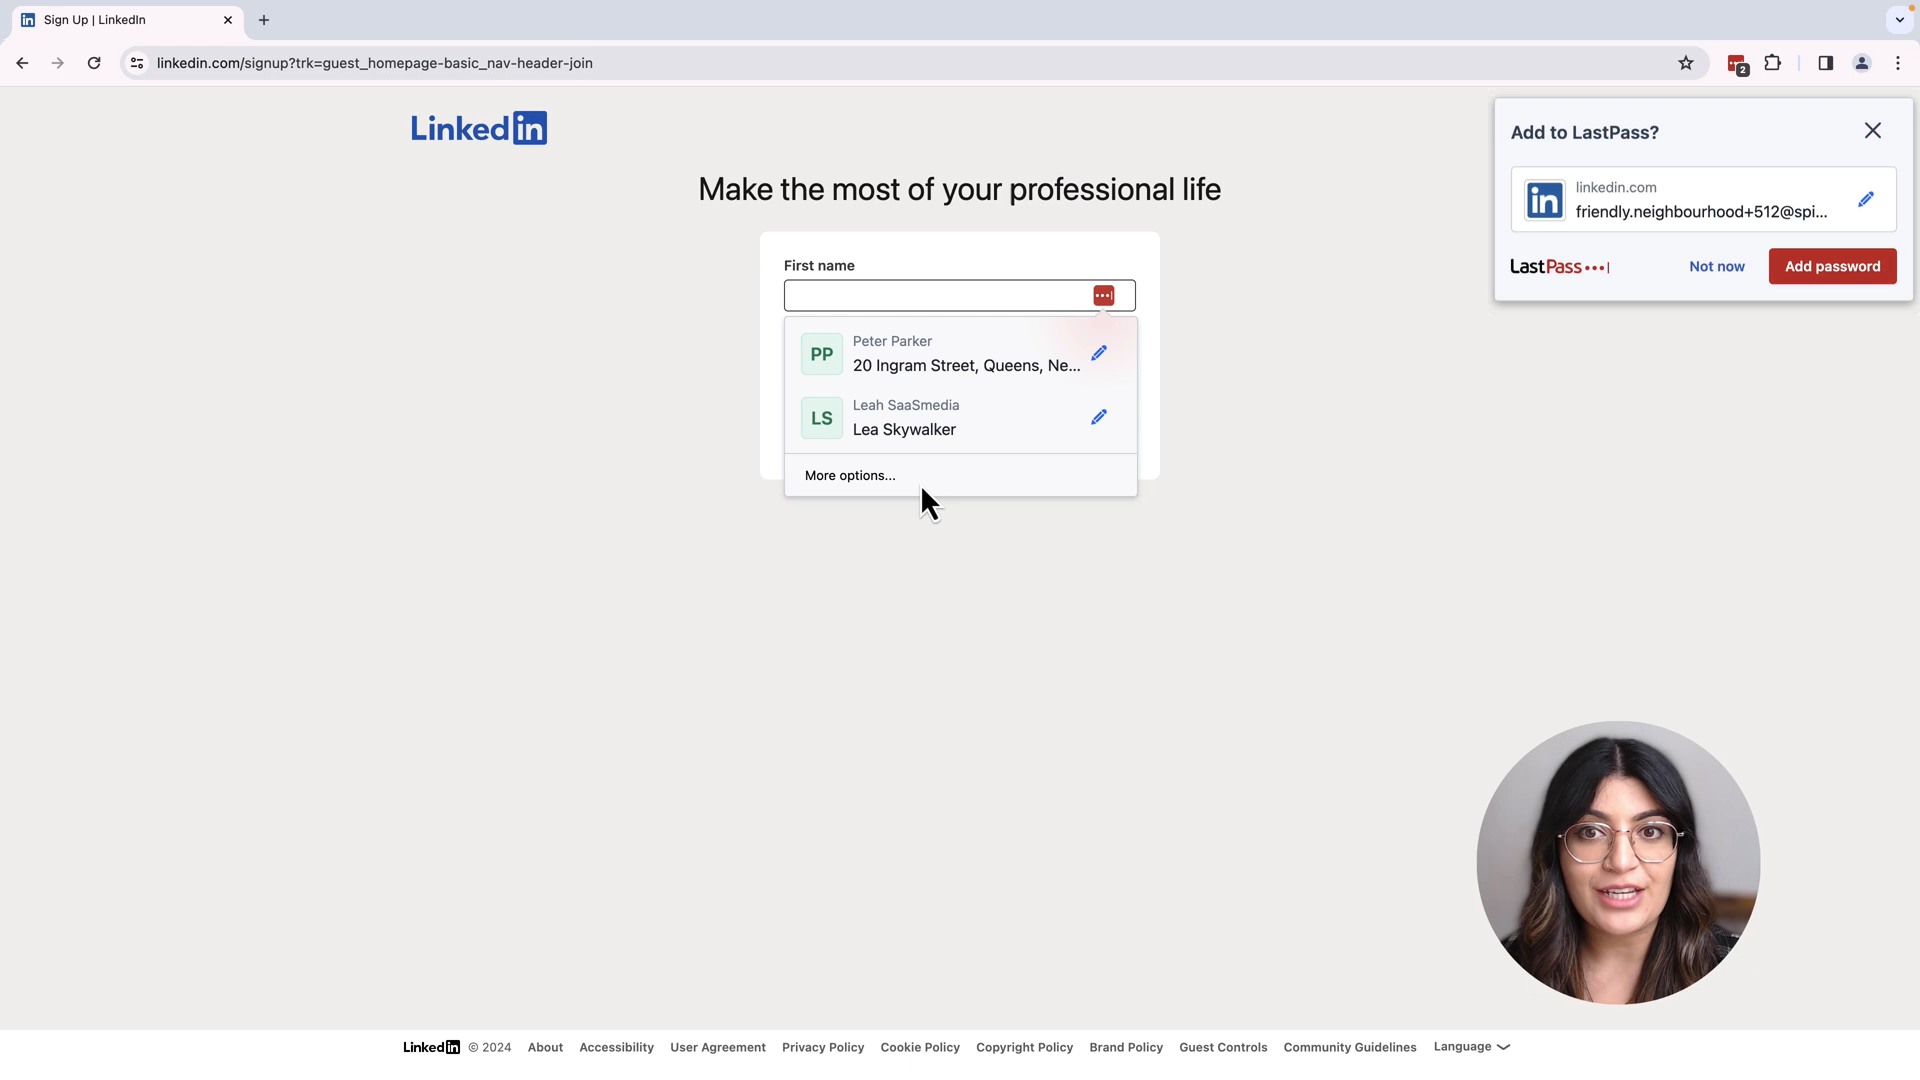 Sign Up | LinkedIn
linkedin.com/signup?trk=guest_homepage-basic_nav-header-join
2
LinkedIn
Make the most of your professional life
First name
Peter Parker
PP
20 Ingram Street, Queens, Ne...
Leah SaaSmedia
LS
Lea Skywalker
More options...
Add to LastPass?
linkedin.com
in
friendly.neighbourhood+512@spi...
LastPass •••|
Not now
Add password
LinkedIn © 2024 About Accessibility User Agreement Privacy Policy Cookie Policy Copyright Policy Brand Policy Guest Controls Community Guidelines Language